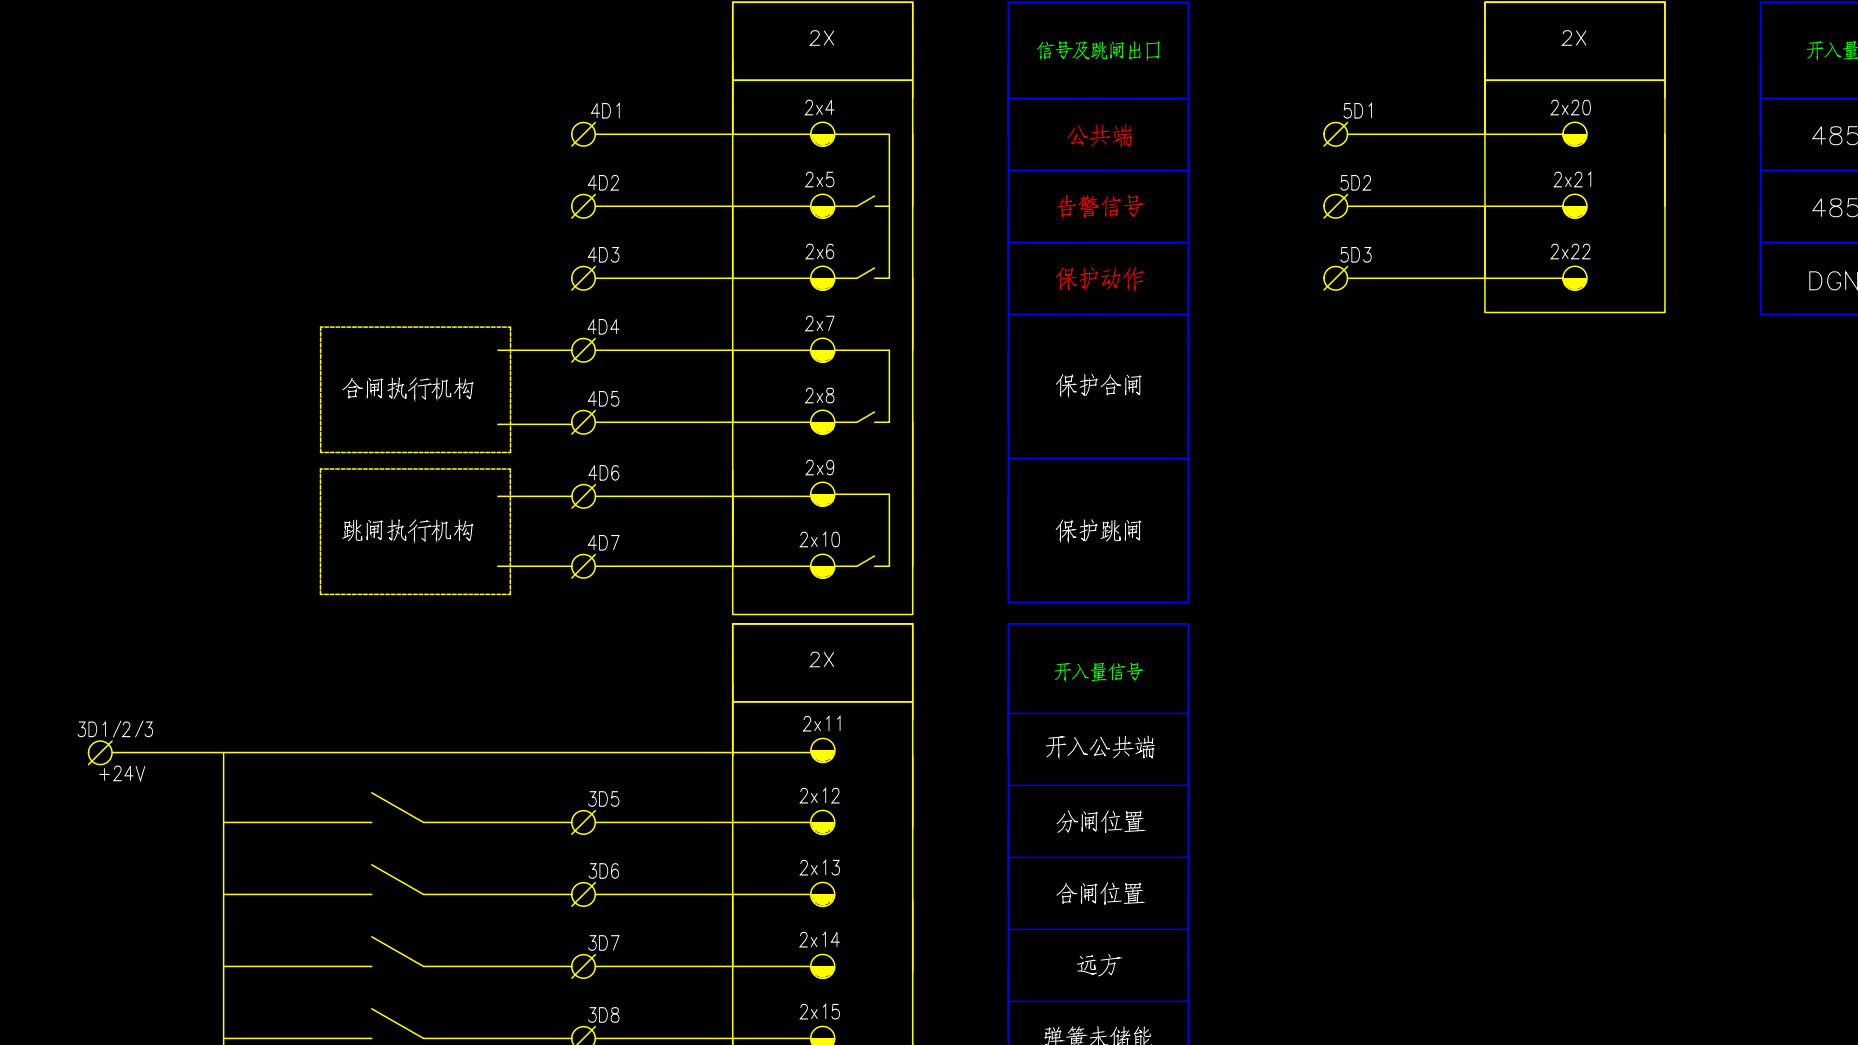 2X
信号及跳闸出口
4D1
2x4
公共端
4D2
2x5
告警信号
4D3
2x6
保护动作
4D4
2x7
合闸执行机构
保护合闸
4D5
2x8
4D6
2x9
跳闸执行机构
保护跳闸
4D7
2x10
2X
开入量
5D1
2x20
485
5D2
2x21
485
5D3
2x22
DGN
2X
开入量信号
3D1/2/3
+24V
2x11
开入公共端
3D5
2x12
分闸位置
3D6
2x13
合闸位置
3D7
2x14
远方
3D8
2x15
弹簧未储能